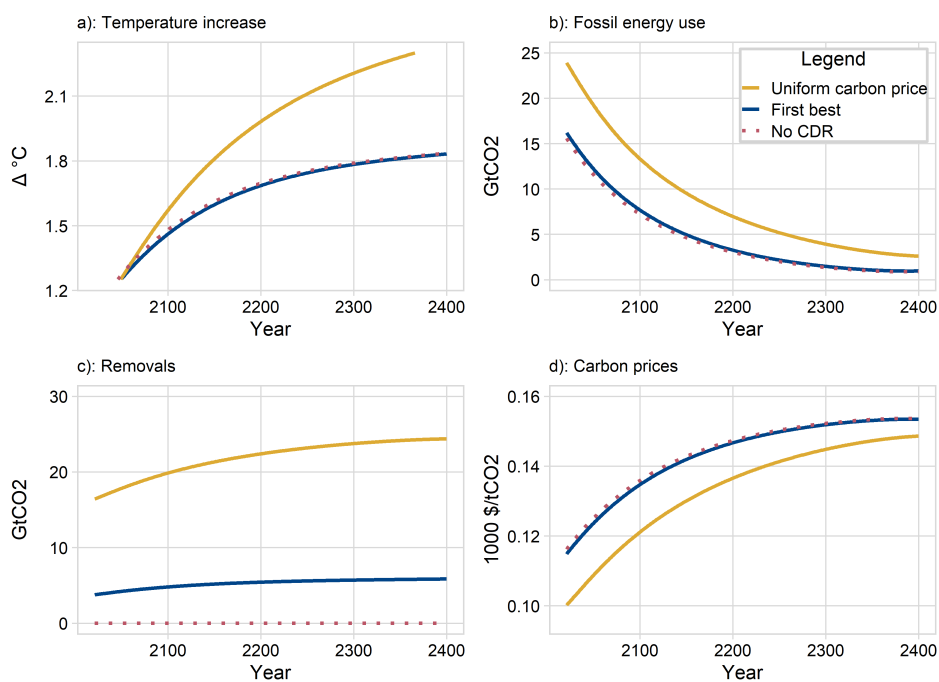 a): Temperature increase
2.1
1.8
1.5
1.2
Δ °C
2100 2200 2300 2400
Year
b): Fossil energy use
25
20
15
10
5
0
GtCO2
Legend
Uniform carbon price
First best
No CDR
2100 2200 2300 2400
Year
c): Removals
30
20
10
0
GtCO2
2100 2200 2300 2400
Year
d): Carbon prices
0.16
0.14
0.12
0.10
1000 $/tCO2
2100 2200 2300 2400
Year